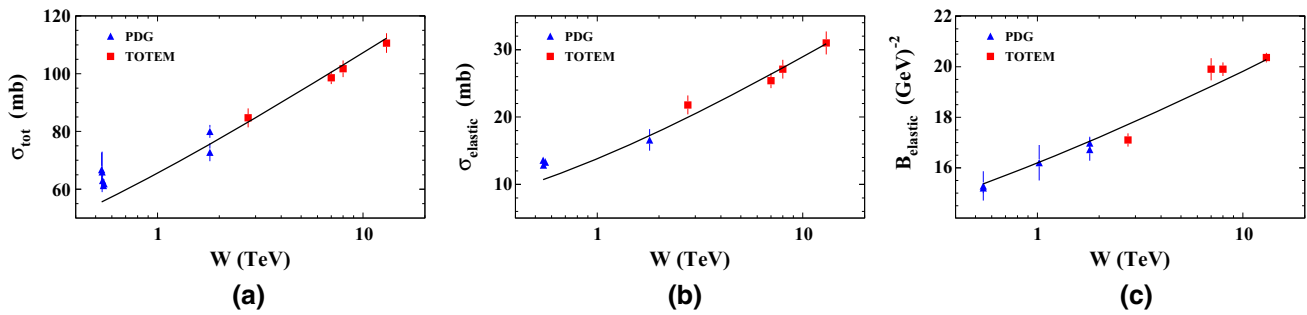 120
100
80
60
σtot (mb)
PDG
TOTEM
1
10
W (TeV)
(a)
30
20
10
σelastic (mb)
PDG
TOTEM
1
10
W (TeV)
(b)
22
20
18
16
14
Belastic (GeV)-2
PDG
TOTEM
1
10
W (TeV)
(c)